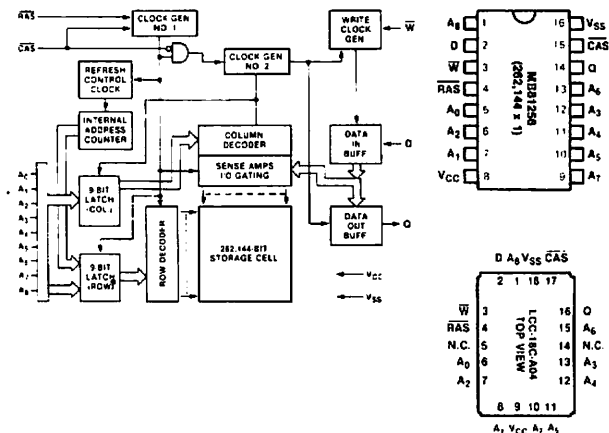 RAS
CAS
CLOCK GEN
NO. 1
CLOCK GEN
NO 2
WRITE
CLOCK
GEN
W
REFRESH
CONTROL
CLOCK
INTERNAL
ADDRESS
COUNTER
COLUMN
DECODER
SENSE AMPS
I/O GATING
DATA
IN
BUFF
D
DATA
OUT
BUFF
Q
A0
A1
A2
A3
A4
A5
A6
A7
A8
9-BIT
LATCH
(COL)
9-BIT
LATCH
(ROW)
ROW DECODER
262.144-BIT
STORAGE CELL
VCC
VSS
A8 1 16 VSS
D 2 15 CAS
W 3 14 Q
RAS 4 13 A6
A0 5 12 A3
A2 6 11 A4
A1 7 10 A5
VCC 8 9 A7
MB81256
(262,144 x 1)
D A8 VSS CAS
2 1 18 17
W 3 16 Q
RAS 4 15 A6
N.C. 5 14 N.C.
A0 6 13 A3
A2 7 12 A4
LCC-18C-A04
TOP VIEW
8 9 10 11
A1 VCC A7 A5